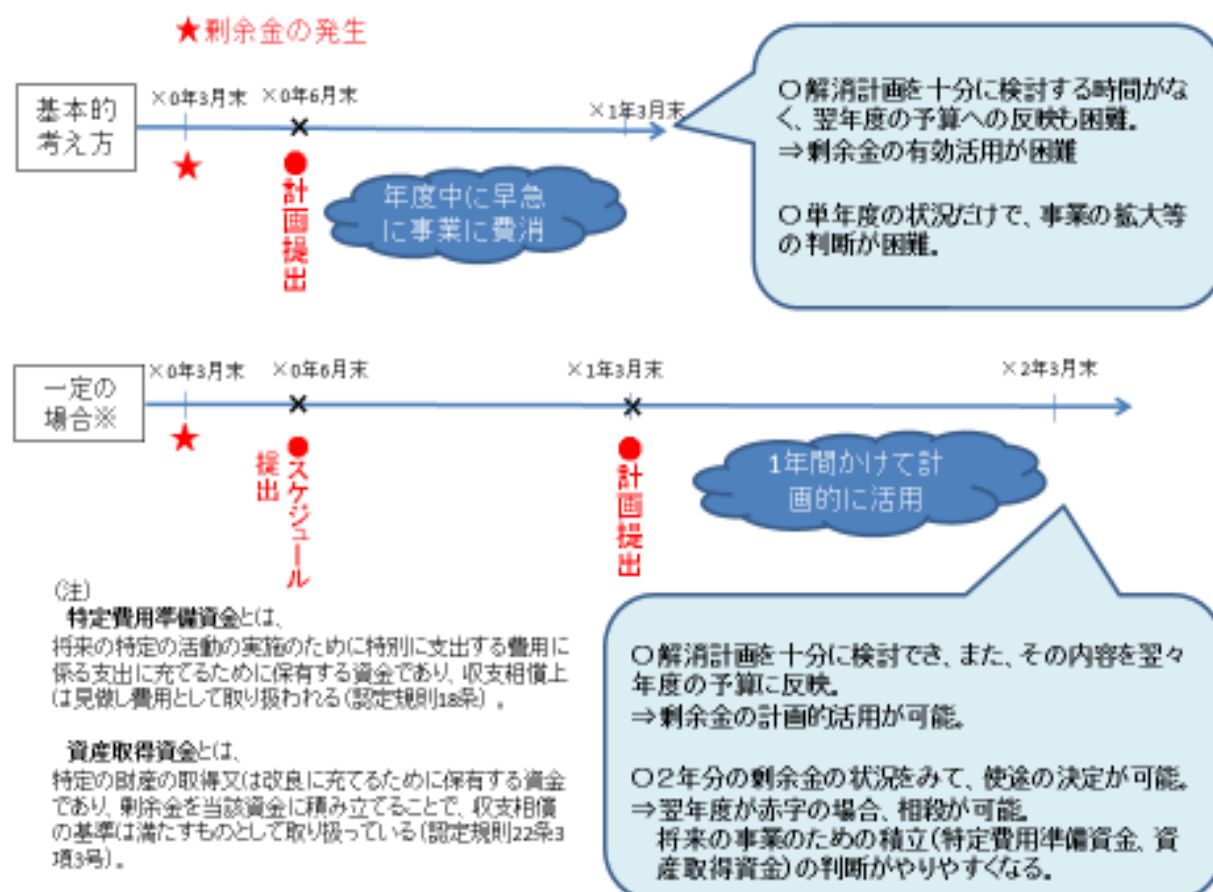 ★剰余金の発生
基本的
考え方
×0年3月末
×0年6月末
×1年3月末
×
★
●計画提出
年度中に早急
に事業に費消
○解消計画を十分に検討する時間がな
く、翌年度の予算への反映も困難。
⇒剰余金の有効活用が困難
○単年度の状況だけで、事業の拡大等
の判断が困難。
一定の
場合※
×0年3月末
×0年6月末
×1年3月末
×2年3月末
×
×
★
●スケジュール
提出
●計画提出
1年間かけて計
画的に活用
(注)
特定費用準備資金とは、
将来の特定の活動の実施のために特別に支出する費用に
係る支出に充てるために保有する資金であり、収支相償上
は見做し費用として取り扱われる(認定規則18条)。
資産取得資金とは、
特定の財産の取得又は改良に充てるために保有する資金
であり、剰余金を当該資金に積み立てることで、収支相償
の基準は満たすものとして取り扱っている(認定規則22条3
項3号)。
○解消計画を十分に検討でき、また、その内容を翌々
年度の予算に反映。
⇒剰余金の計画的活用が可能。
○2年分の剰余金の状況をみて、使途の決定が可能。
⇒翌年度が赤字の場合、相殺が可能。
将来の事業のための積立(特定費用準備資金、資
産取得資金)の判断がやりやすくなる。